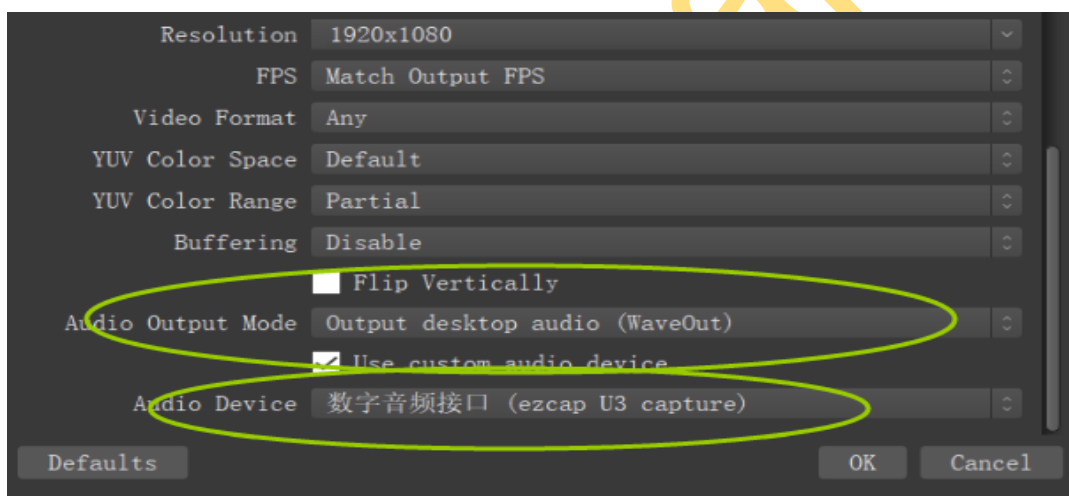 Resolution 1920x1080
FPS Match Output FPS
Video Format Any
YUV Color Space Default
YUV Color Range Partial
Buffering Disable
Flip Vertically
Audio Output Mode Output desktop audio (WaveOut)
Use custom audio device
Audio Device 数字音频接口 (ezcap U3 capture)
Defaults OK Cancel